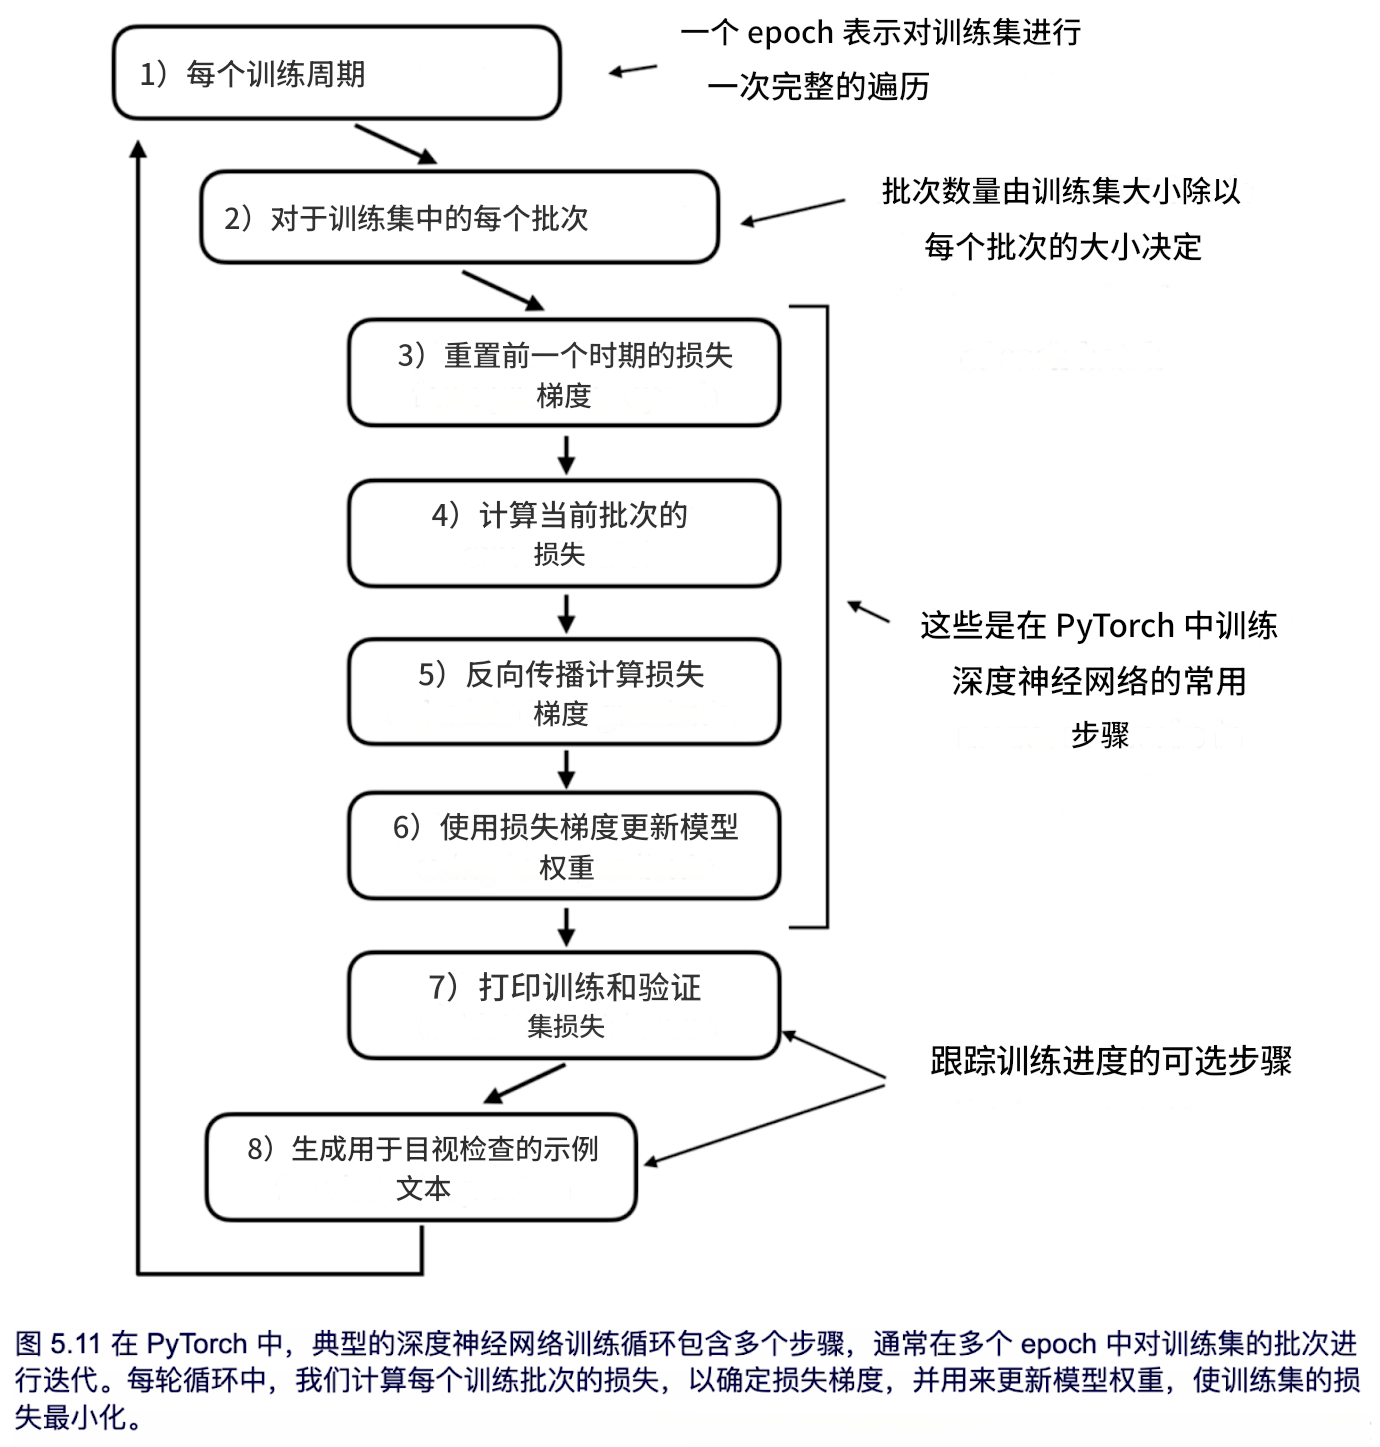 1）每个训练周期
一个 epoch 表示对训练集进行
一次完整的遍历
2）对于训练集中的每个批次
批次数量由训练集大小除以
每个批次的大小决定
3）重置前一个时期的损失
梯度
4）计算当前批次的
损失
5）反向传播计算损失
梯度
这些是在 PyTorch 中训练
深度神经网络的常用
步骤
6）使用损失梯度更新模型
权重
7）打印训练和验证
集损失
跟踪训练进度的可选步骤
8）生成用于目视检查的示例
文本
图 5.11 在 PyTorch 中，典型的深度神经网络训练循环包含多个步骤，通常在多个 epoch 中对训练集的批次进
行迭代。每轮循环中，我们计算每个训练批次的损失，以确定损失梯度，并用来更新模型权重，使训练集的损
失最小化。